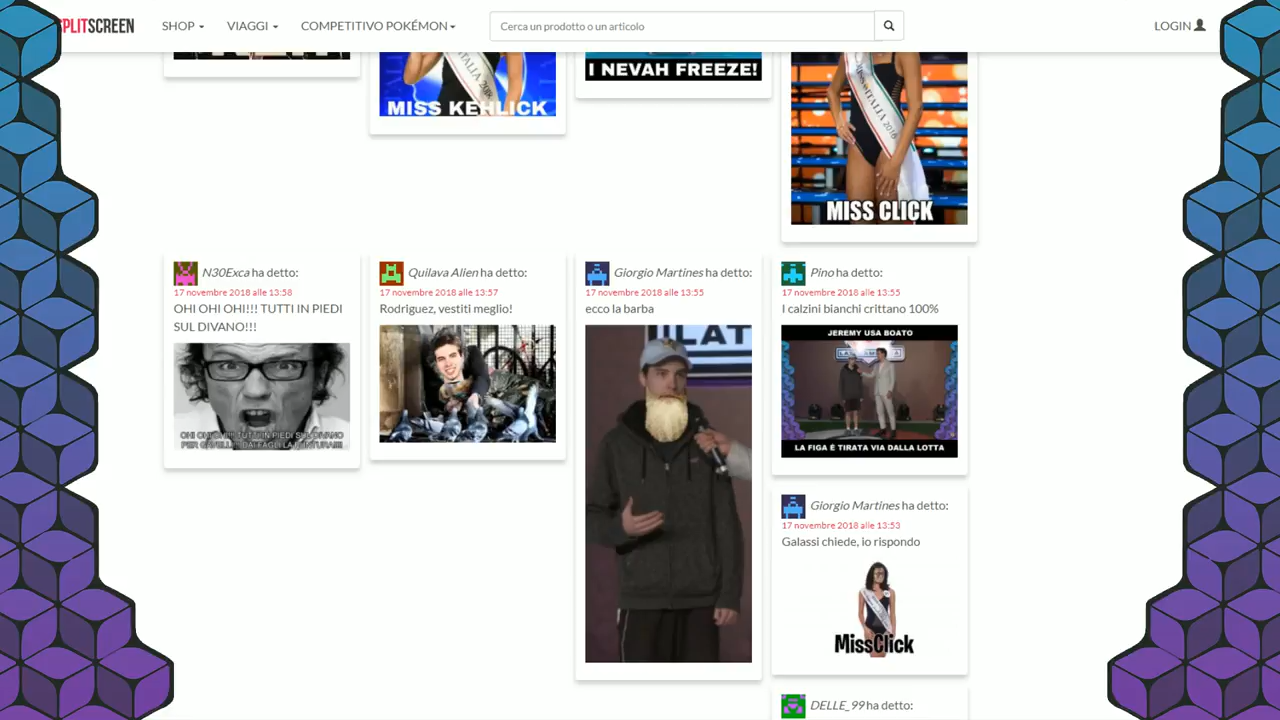 SPLITSCREEN
SHOP
VIAGGI
COMPETITIVO POKÉMON
Cerca un prodotto o un articolo
LOGIN
MISS KEHLICK
I NEVAH FREEZE!
MISS CLICK
N30Exca ha detto:
17 novembre 2018 alle 13:58
OHI OHI OHI!!! TUTTI IN PIEDI
SUL DIVANO!!!
Quilava Alien ha detto:
17 novembre 2018 alle 13:57
Rodriguez, vestiti meglio!
Giorgio Martines ha detto:
17 novembre 2018 alle 13:55
ecco la barba
Pino ha detto:
17 novembre 2018 alle 13:55
I calzini bianchi crittano 100%
JEREMY USA BOATO
LA FIGA È TIRATA VIA DALLA LOTTA
Giorgio Martines ha detto:
17 novembre 2018 alle 13:53
Galassi chiede, io rispondo
MissClick
DELLE_99 ha detto: